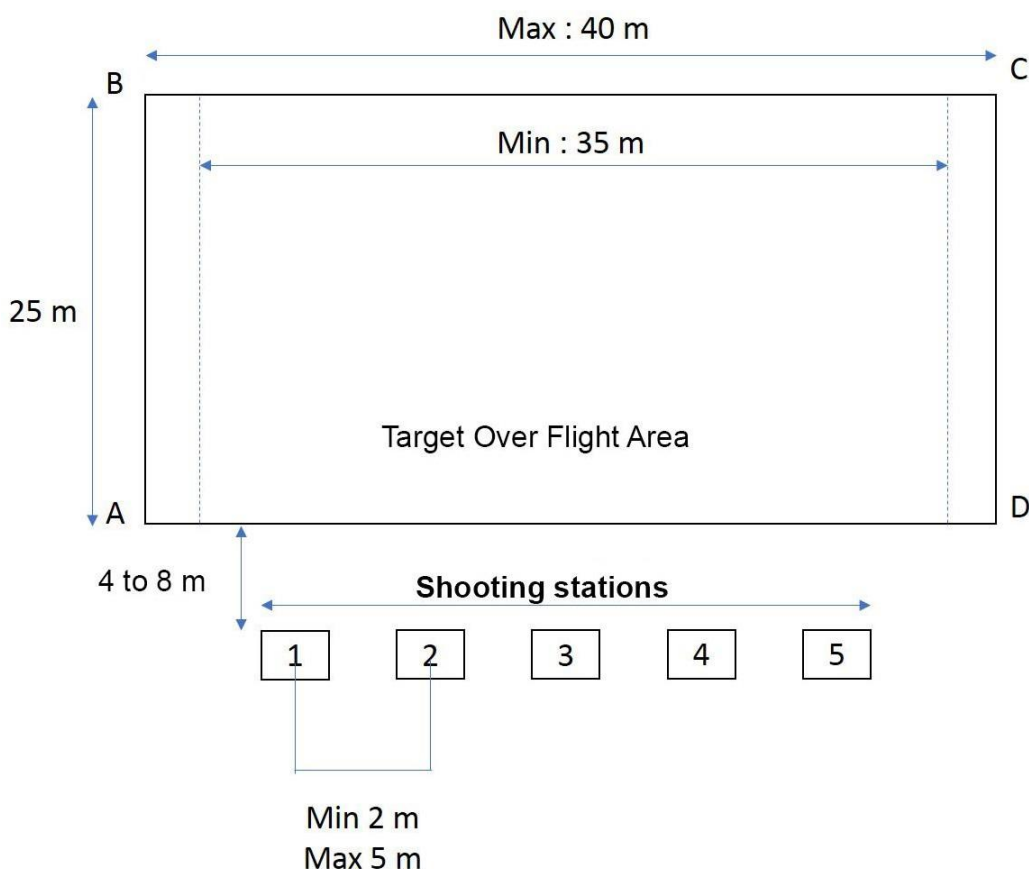 Max : 40 m
B
C
Min : 35 m
25 m
Target Over Flight Area
A
D
4 to 8 m
Shooting stations
1 2 3 4 5
Min 2 m
Max 5 m